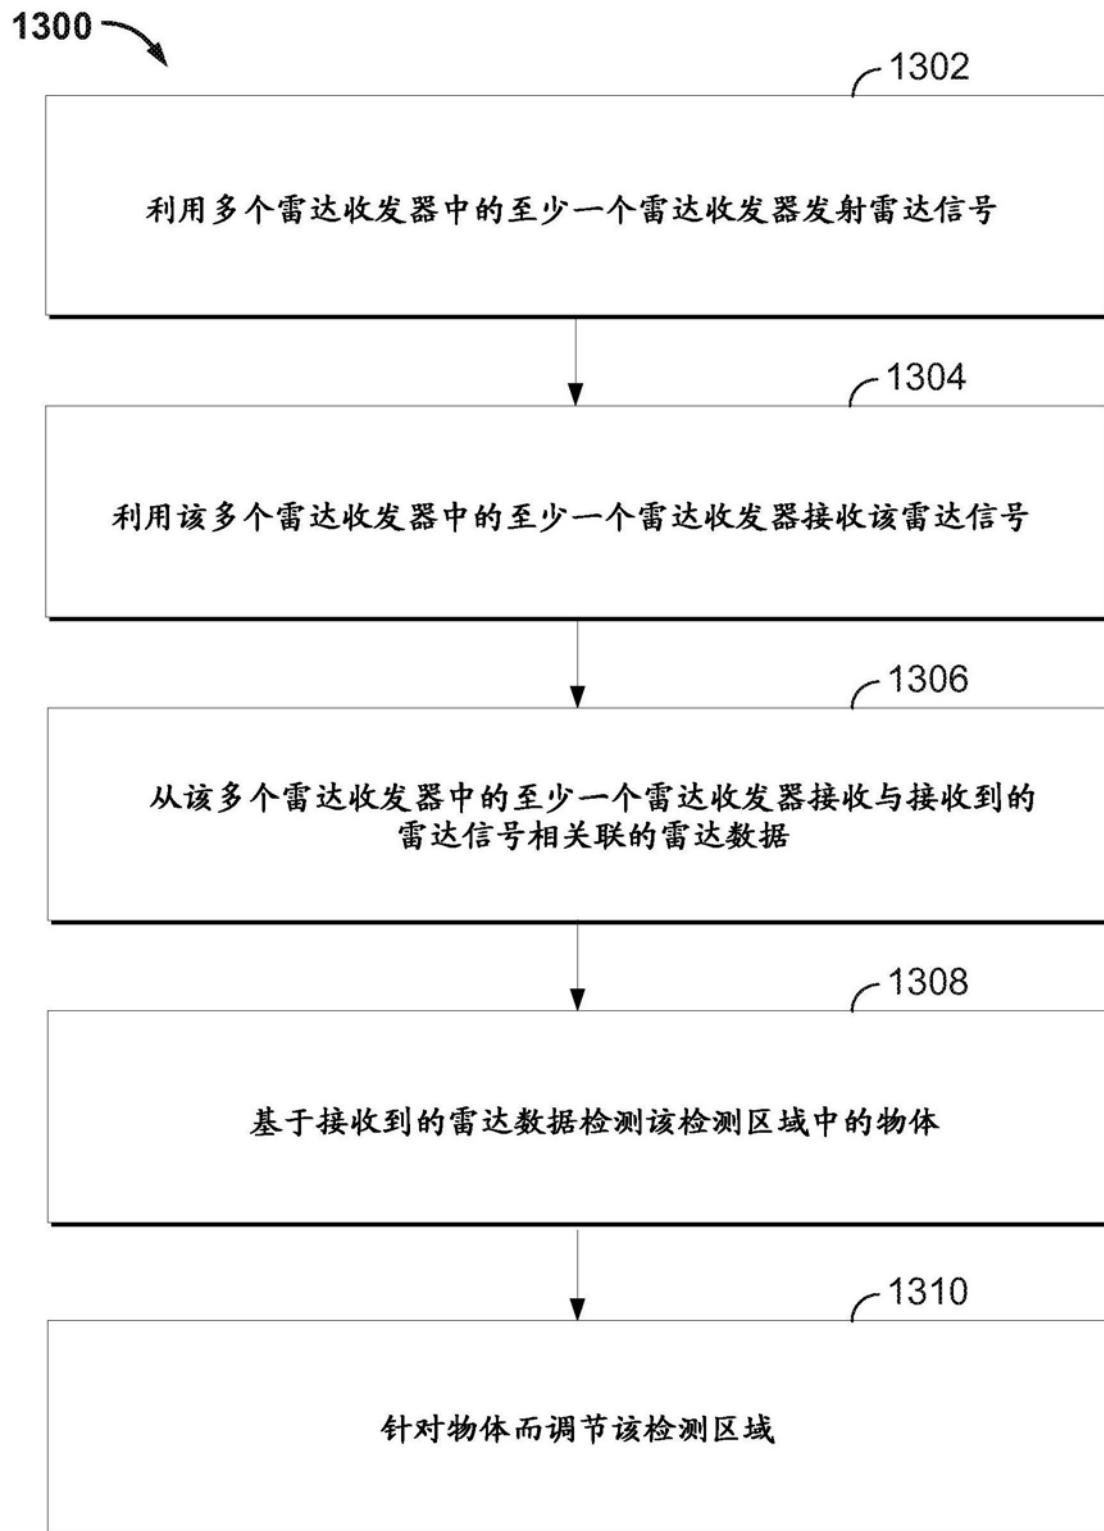 1300
1302
利用多个雷达收发器中的至少一个雷达收发器发射雷达信号
1304
利用该多个雷达收发器中的至少一个雷达收发器接收该雷达信号
1306
从该多个雷达收发器中的至少一个雷达收发器接收与接收到的
雷达信号相关联的雷达数据
1308
基于接收到的雷达数据检测该检测区域中的物体
1310
针对物体而调节该检测区域